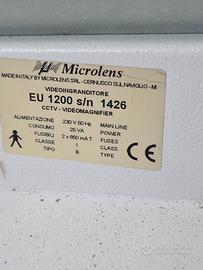 Microlens
MADE IN ITALY BY MICROLENS SRL - CERNUSCO SUL NAVIGLIO - MI
VIDEOINGRANDITORE
EU 1200 s/n 1426
CCTV - VIDEOMAGNIFIER
ALIMENTAZIONE 230 V 50 Hz MAIN LINE
CONSUMO 25 VA POWER
FUSIBILI 2 x 650 mA T FUSES
CLASSE I CLASS
TIPO B TYPE
CE